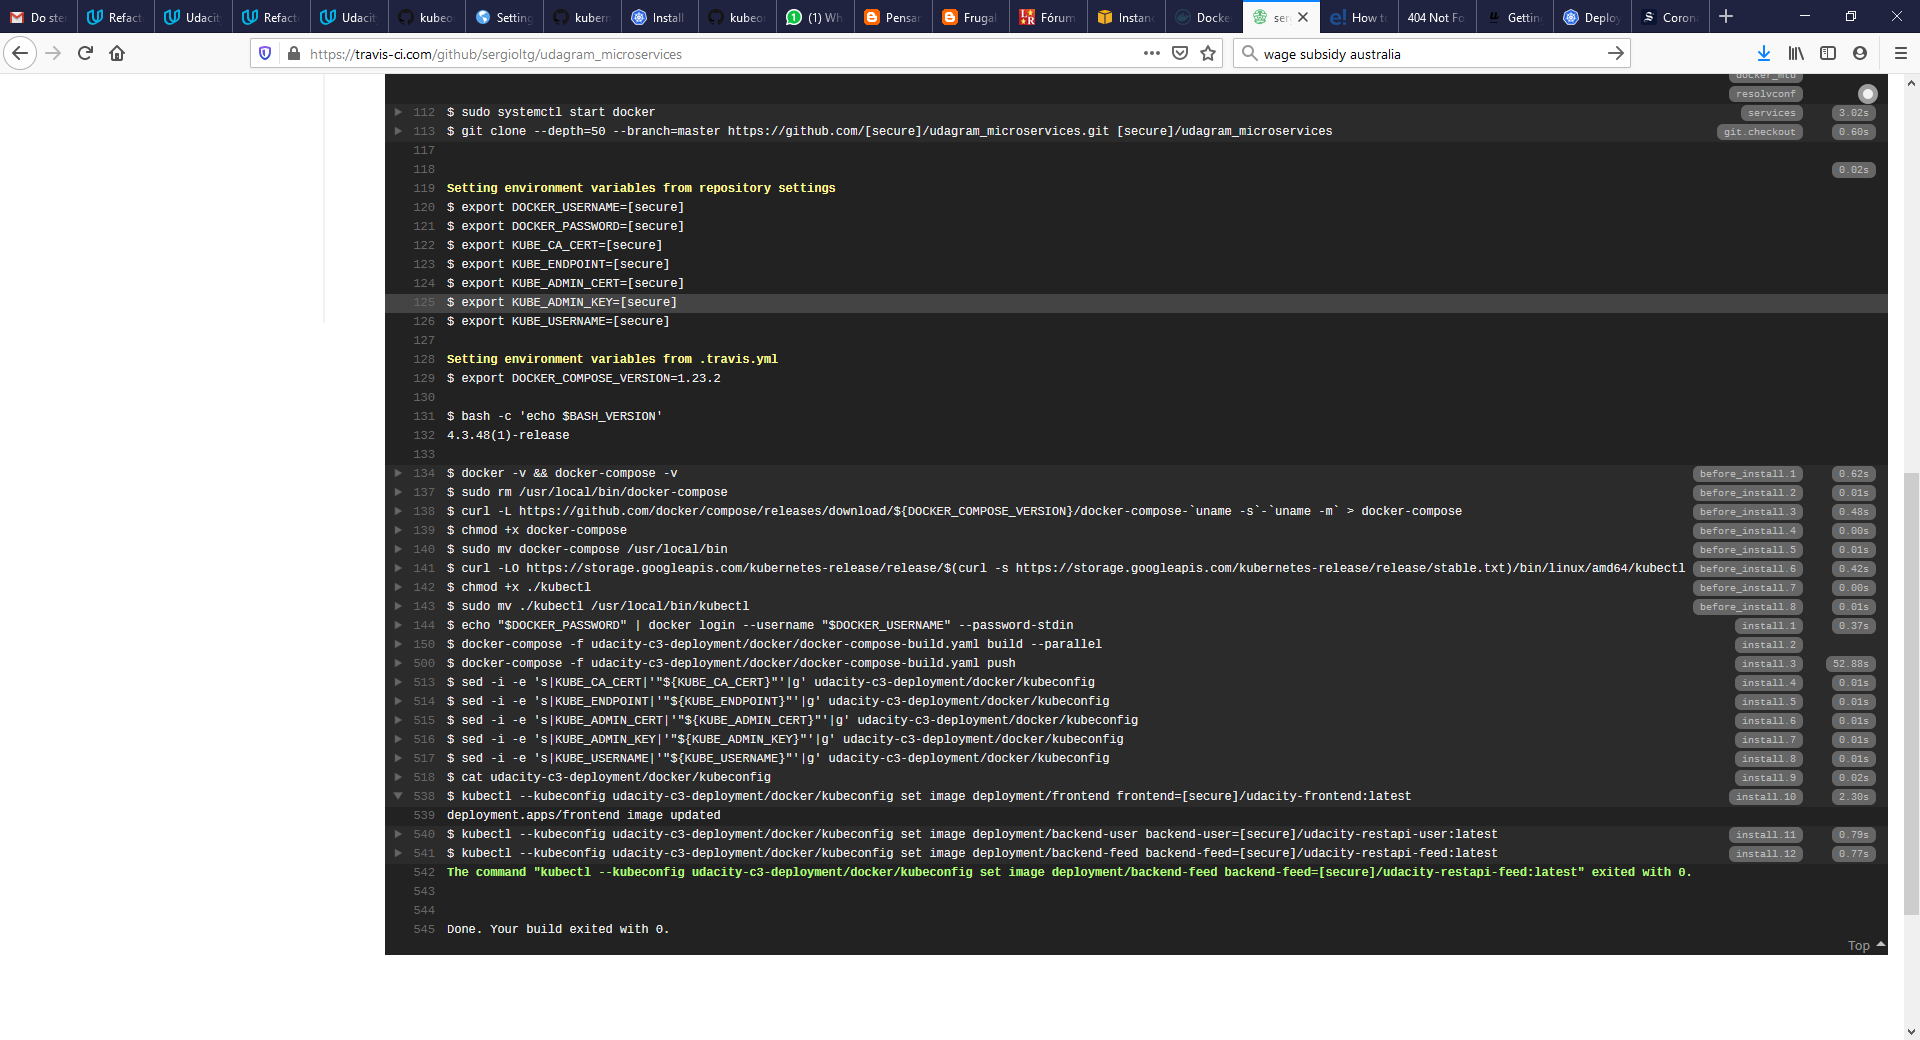 Do ste
Refact
Udacit
Refact
Udacit
kubeo
Setting
kubern
Install
kubeo
(1) Wh
Pensar
Frugal
Fórum
Instan
Docke
ser
How to
404 Not Fo
Gettin
Deploy
Coron
https://travis-ci.com/github/sergioltg/udagram_microservices
wage subsidy australia
docker_mtu
resolvconf
112 $ sudo systemctl start docker services 3.02s
113 $ git clone --depth=50 --branch=master https://github.com/[secure]/udagram_microservices.git [secure]/udagram_microservices git.checkout 0.60s
117
118 0.02s
119 Setting environment variables from repository settings
120 $ export DOCKER_USERNAME=[secure]
121 $ export DOCKER_PASSWORD=[secure]
122 $ export KUBE_CA_CERT=[secure]
123 $ export KUBE_ENDPOINT=[secure]
124 $ export KUBE_ADMIN_CERT=[secure]
125 $ export KUBE_ADMIN_KEY=[secure]
126 $ export KUBE_USERNAME=[secure]
127
128 Setting environment variables from .travis.yml
129 $ export DOCKER_COMPOSE_VERSION=1.23.2
130
131 $ bash -c 'echo $BASH_VERSION'
132 4.3.48(1)-release
133
134 $ docker -v && docker-compose -v before_install.1 0.62s
137 $ sudo rm /usr/local/bin/docker-compose before_install.2 0.01s
138 $ curl -L https://github.com/docker/compose/releases/download/${DOCKER_COMPOSE_VERSION}/docker-compose-`uname -s`-`uname -m` > docker-compose before_install.3 0.48s
139 $ chmod +x docker-compose before_install.4 0.00s
140 $ sudo mv docker-compose /usr/local/bin before_install.5 0.01s
141 $ curl -LO https://storage.googleapis.com/kubernetes-release/release/$(curl -s https://storage.googleapis.com/kubernetes-release/release/stable.txt)/bin/linux/amd64/kubectl before_install.6 0.42s
142 $ chmod +x ./kubectl before_install.7 0.00s
143 $ sudo mv ./kubectl /usr/local/bin/kubectl before_install.8 0.01s
144 $ echo "$DOCKER_PASSWORD" | docker login --username "$DOCKER_USERNAME" --password-stdin install.1 0.37s
150 $ docker-compose -f udacity-c3-deployment/docker/docker-compose-build.yaml build --parallel install.2
500 $ docker-compose -f udacity-c3-deployment/docker/docker-compose-build.yaml push install.3 52.88s
513 $ sed -i -e 's|KUBE_CA_CERT|'"${KUBE_CA_CERT}"'|g' udacity-c3-deployment/docker/kubeconfig install.4 0.01s
514 $ sed -i -e 's|KUBE_ENDPOINT|'"${KUBE_ENDPOINT}"'|g' udacity-c3-deployment/docker/kubeconfig install.5 0.01s
515 $ sed -i -e 's|KUBE_ADMIN_CERT|'"${KUBE_ADMIN_CERT}"'|g' udacity-c3-deployment/docker/kubeconfig install.6 0.01s
516 $ sed -i -e 's|KUBE_ADMIN_KEY|'"${KUBE_ADMIN_KEY}"'|g' udacity-c3-deployment/docker/kubeconfig install.7 0.01s
517 $ sed -i -e 's|KUBE_USERNAME|'"${KUBE_USERNAME}"'|g' udacity-c3-deployment/docker/kubeconfig install.8 0.01s
518 $ cat udacity-c3-deployment/docker/kubeconfig install.9 0.02s
538 $ kubectl --kubeconfig udacity-c3-deployment/docker/kubeconfig set image deployment/frontend frontend=[secure]/udacity-frontend:latest install.10 2.30s
539 deployment.apps/frontend image updated
540 $ kubectl --kubeconfig udacity-c3-deployment/docker/kubeconfig set image deployment/backend-user backend-user=[secure]/udacity-restapi-user:latest install.11 0.79s
541 $ kubectl --kubeconfig udacity-c3-deployment/docker/kubeconfig set image deployment/backend-feed backend-feed=[secure]/udacity-restapi-feed:latest install.12 0.77s
542 The command "kubectl --kubeconfig udacity-c3-deployment/docker/kubeconfig set image deployment/backend-feed backend-feed=[secure]/udacity-restapi-feed:latest" exited with 0.
543
544
545 Done. Your build exited with 0.
Top